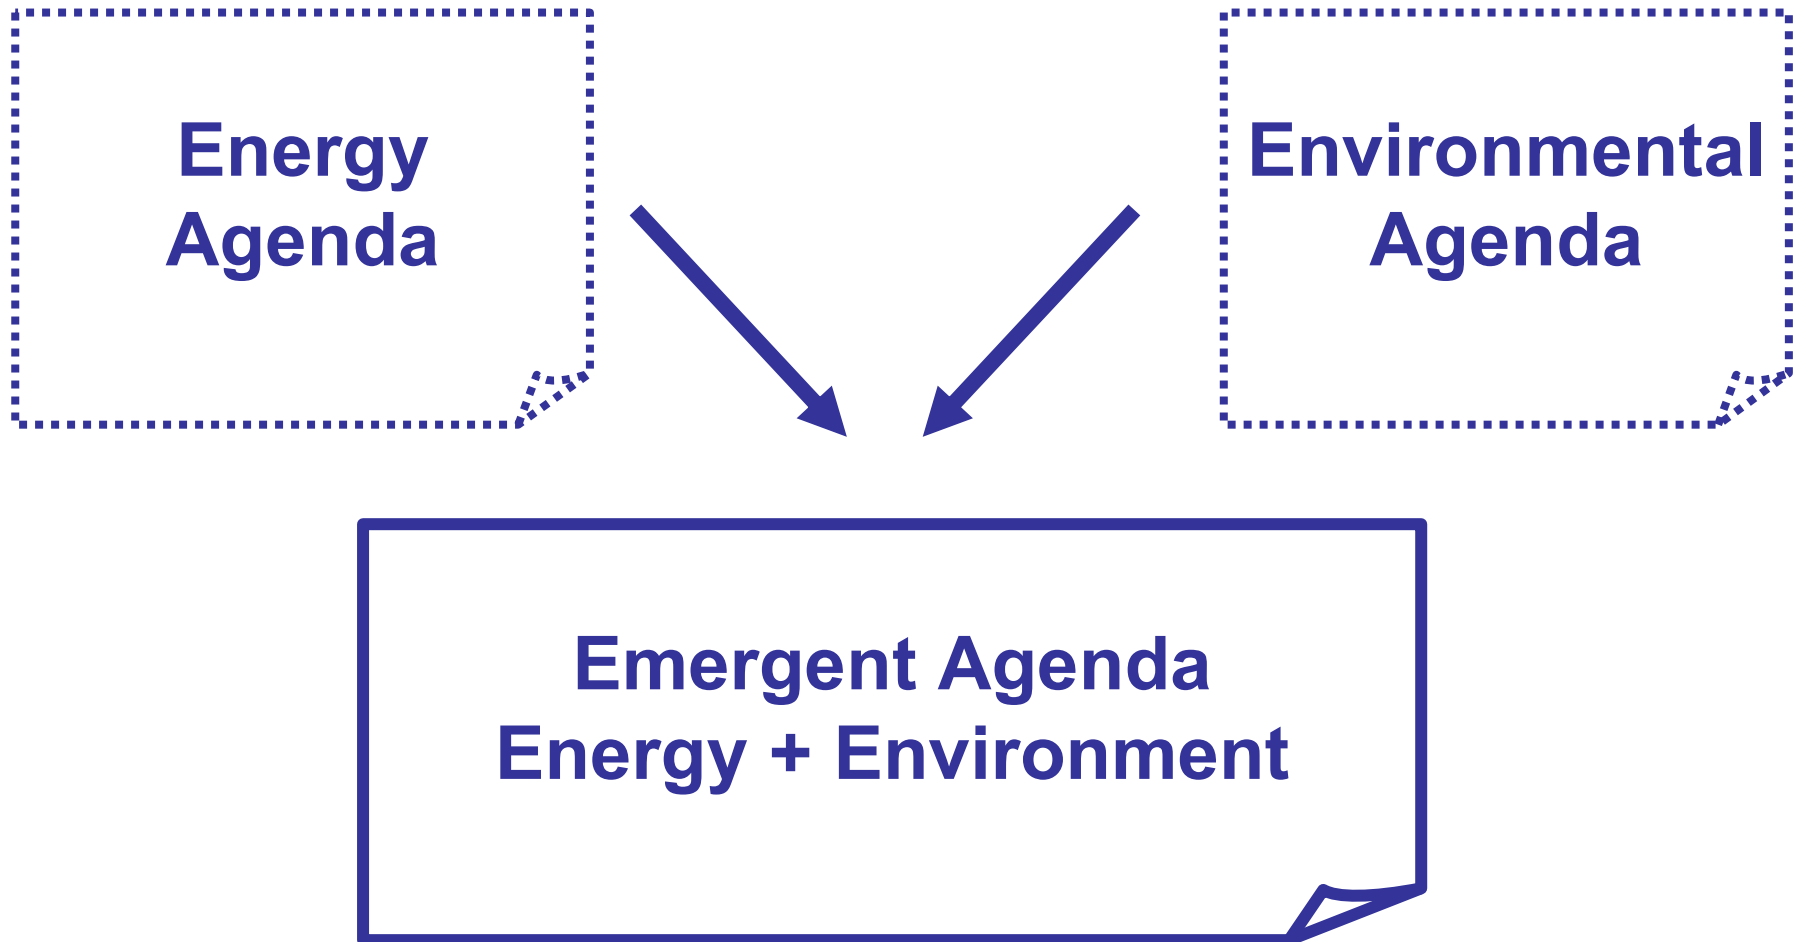 Energy
Agenda
Environmental
Agenda
Emergent Agenda
Energy + Environment